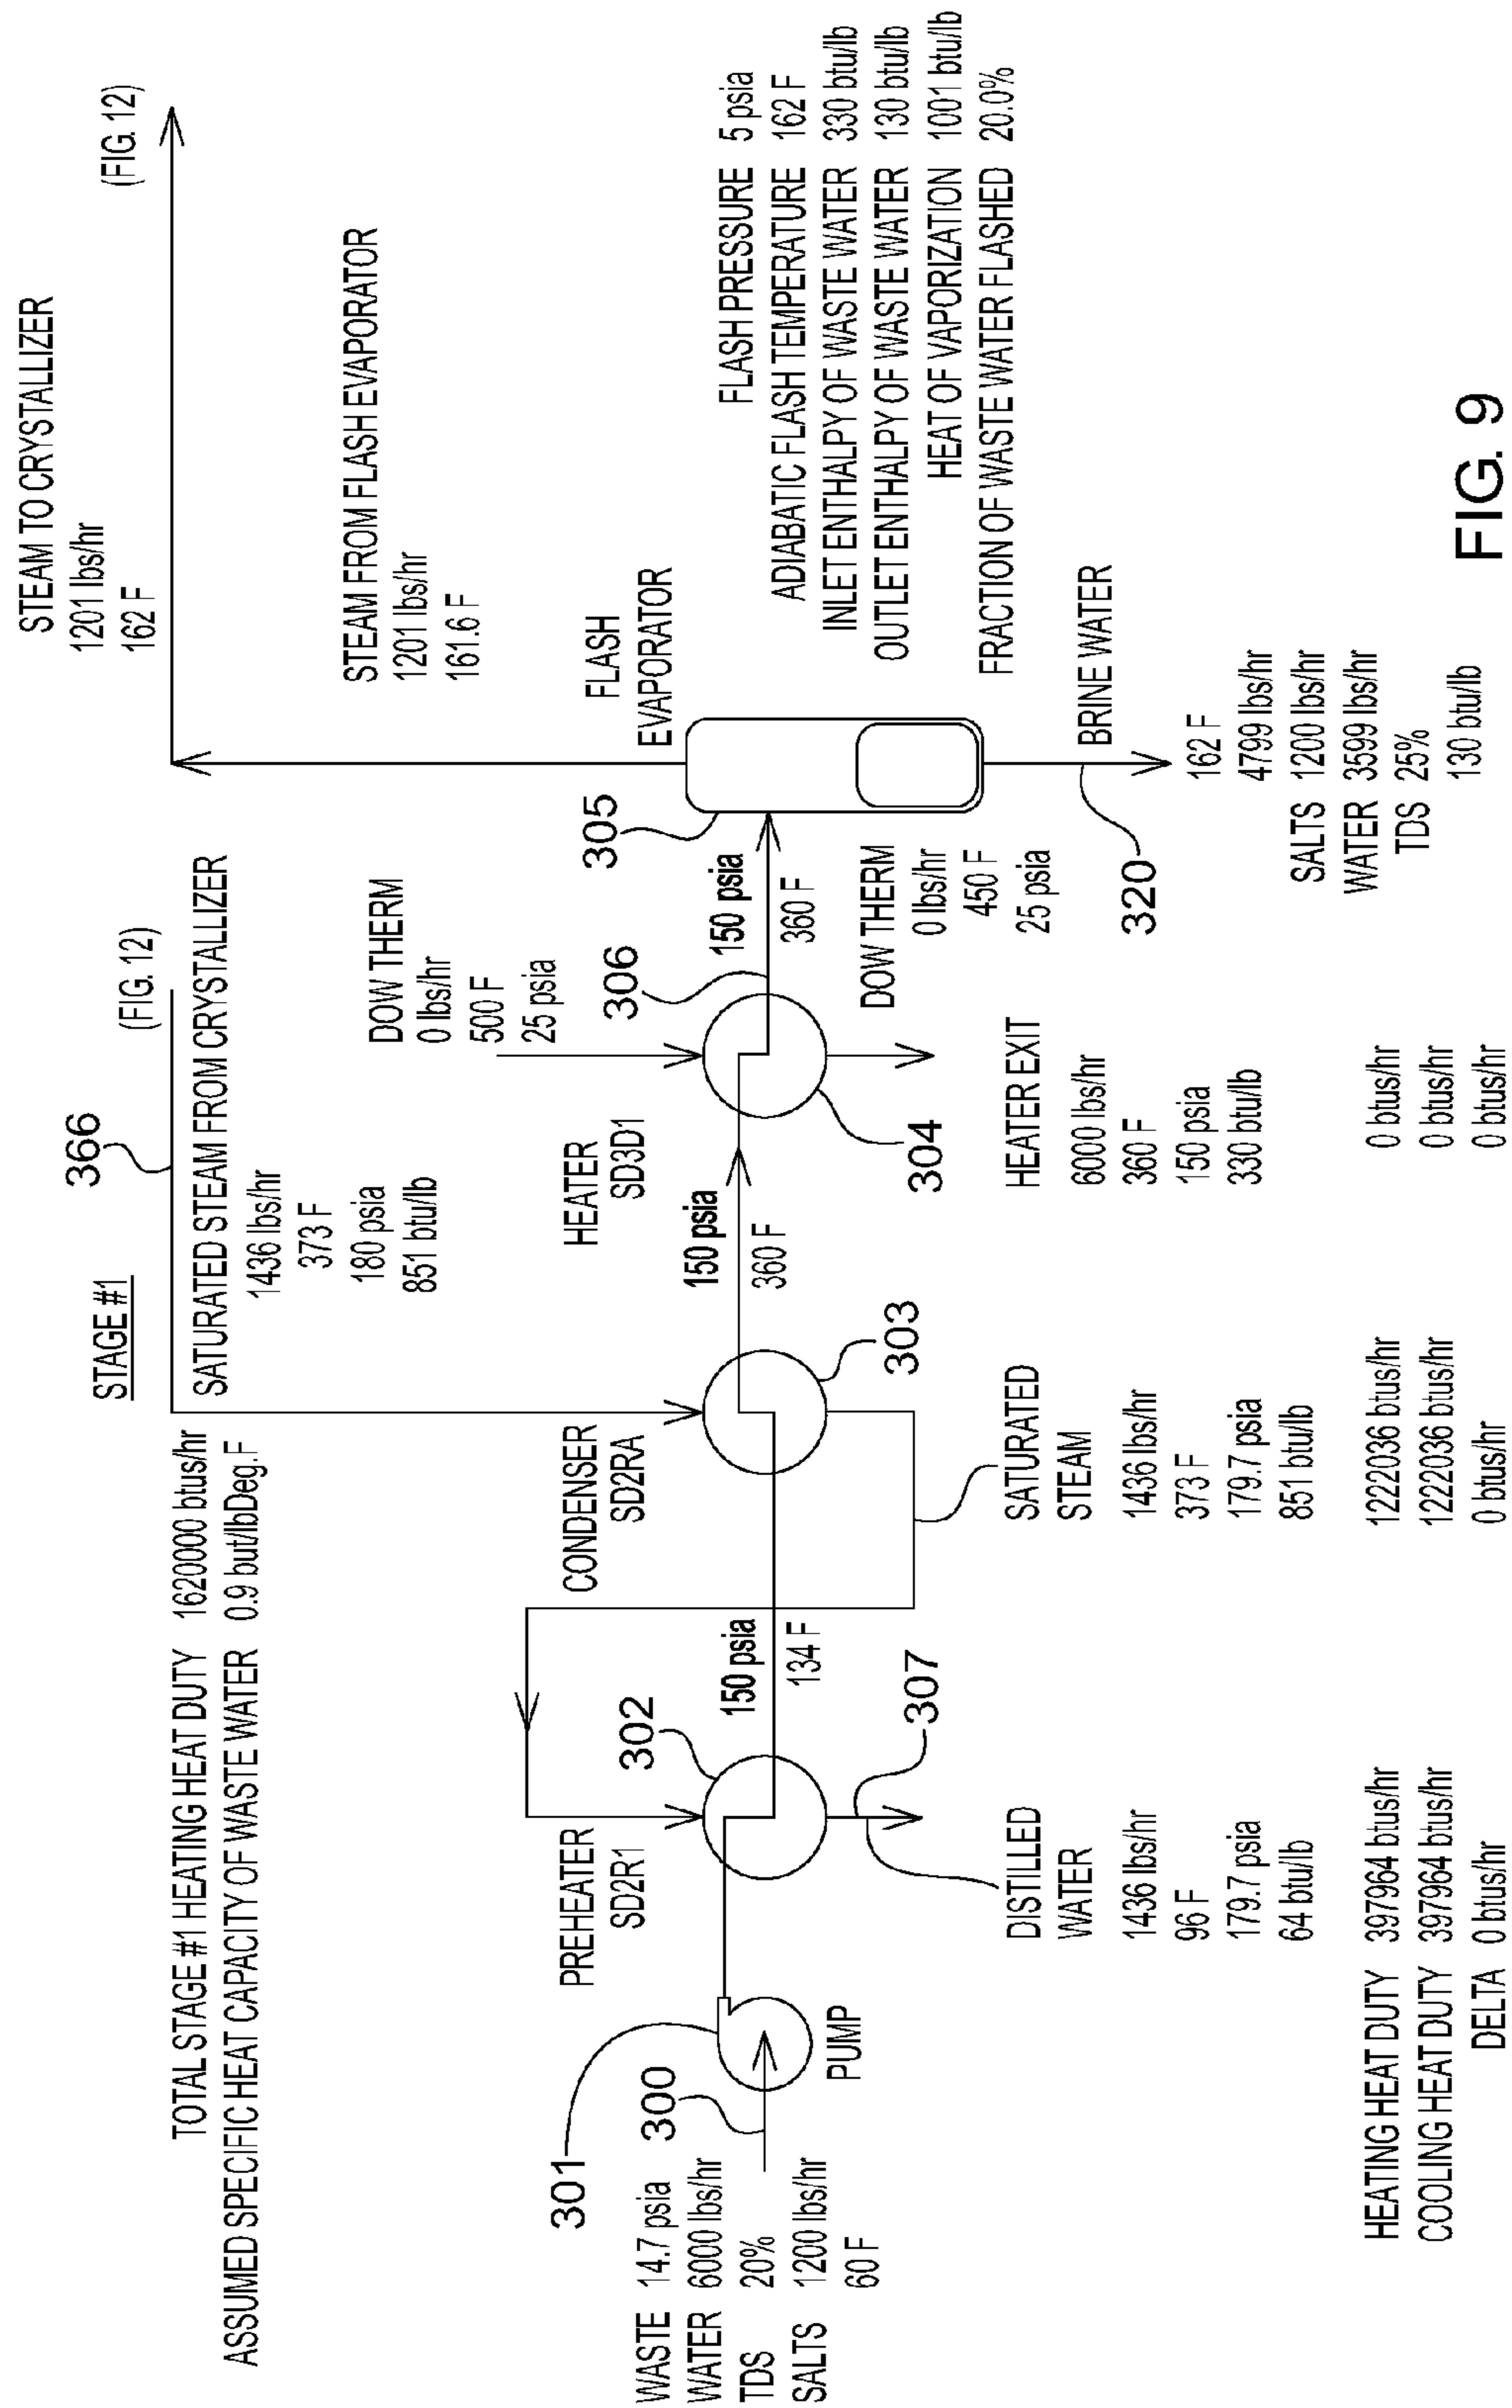 STAGE #1
TOTAL STAGE #1 HEATING HEAT DUTY 1620000 btus/hr
ASSUMED SPECIFIC HEAT CAPACITY OF WASTE WATER 0.9 but/lbDeg.F
366
(FIG. 12)
SATURATED STEAM FROM CRYSTALLIZER
1436 lbs/hr
373 F
180 psia
851 btu/lb
STEAM TO CRYSTALLIZER
1201 lbs/hr
162 F
(FIG. 12)
STEAM FROM FLASH EVAPORATOR
1201 lbs/hr
161.6 F
DOW THERM
0 lbs/hr
500 F
25 psia
301
WASTE 14.7 psia
WATER 6000 lbs/hr
TDS 20%
SALTS 1200 lbs/hr
60 F
300
PUMP
PREHEATER
SD2R1
302
150 psia
134 F
307
CONDENSER
SD2RA
303
150 psia
360 F
HEATER
SD3D1
306
304
150 psia
360 F
305
FLASH
EVAPORATOR
DOW THERM
0 lbs/hr
450 F
25 psia
FLASH PRESSURE 5 psia
ADIABATIC FLASH TEMPERATURE 162 F
INLET ENTHALPY OF WASTE WATER 330 btu/lb
OUTLET ENTHALPY OF WASTE WATER 130 btu/lb
HEAT OF VAPORIZATION 1001 btu/lb
FRACTION OF WASTE WATER FLASHED 20.0%
320
BRINE WATER
162 F
4799 lbs/hr
SALTS 1200 lbs/hr
WATER 3599 lbs/hr
TDS 25%
130 btu/lb
DISTILLED
WATER
1436 lbs/hr
96 F
179.7 psia
64 btu/lb
SATURATED
STEAM
1436 lbs/hr
373 F
179.7 psia
851 btu/lb
HEATER EXIT
6000 lbs/hr
360 F
150 psia
330 btu/lb
HEATING HEAT DUTY 397964 btus/hr 1222036 btus/hr 0 btus/hr
COOLING HEAT DUTY 397964 btus/hr 1222036 btus/hr 0 btus/hr
DELTA 0 btus/hr 0 btus/hr 0 btus/hr
FIG. 9